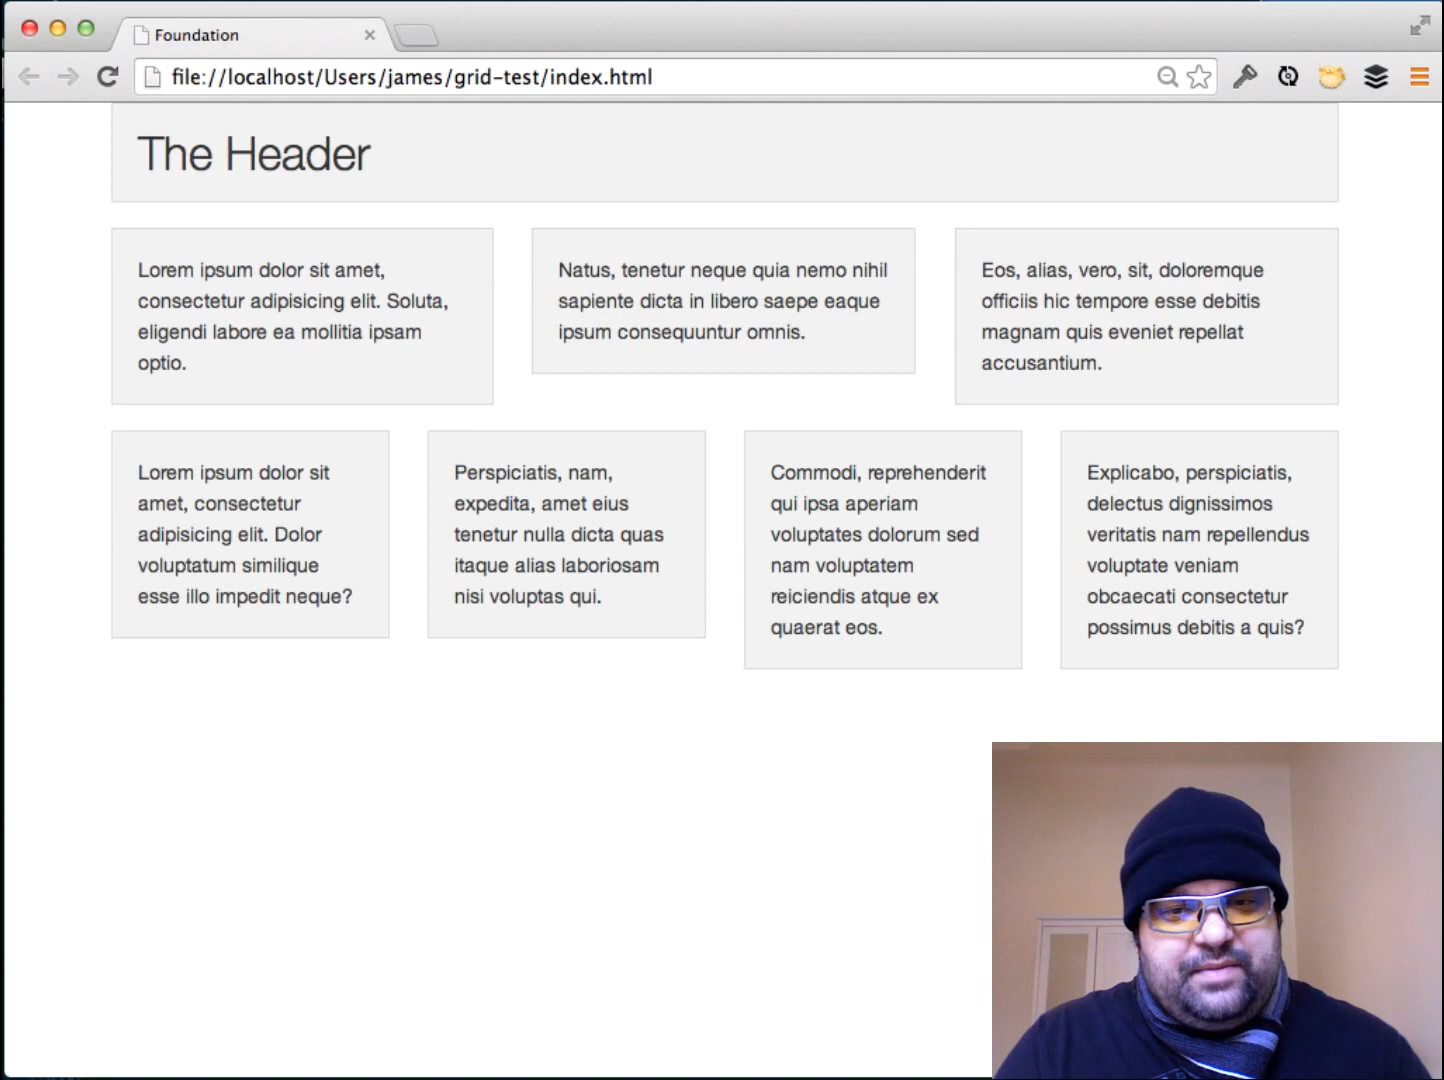 Foundation
file://localhost/Users/james/grid-test/index.html
The Header
Lorem ipsum dolor sit amet,
consectetur adipisicing elit. Soluta,
eligendi labore ea mollitia ipsam
optio.
Natus, tenetur neque quia nemo nihil
sapiente dicta in libero saepe eaque
ipsum consequuntur omnis.
Eos, alias, vero, sit, doloremque
officiis hic tempore esse debitis
magnam quis eveniet repellat
accusantium.
Lorem ipsum dolor sit
amet, consectetur
adipisicing elit. Dolor
voluptatum similique
esse illo impedit neque?
Perspiciatis, nam,
expedita, amet eius
tenetur nulla dicta quas
itaque alias laboriosam
nisi voluptas qui.
Commodi, reprehenderit
qui ipsa aperiam
voluptates dolorum sed
nam voluptatem
reiciendis atque ex
quaerat eos.
Explicabo, perspiciatis,
delectus dignissimos
veritatis nam repellendus
voluptate veniam
obcaecati consectetur
possimus debitis a quis?